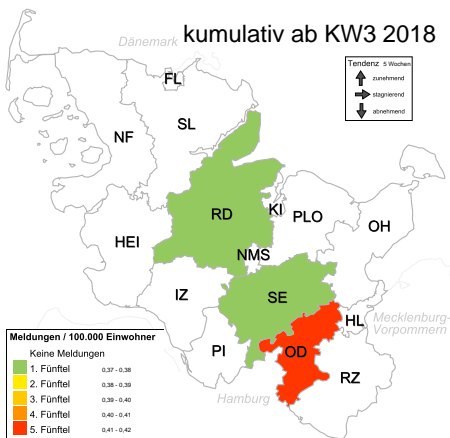 kumulativ ab KW3 2018
Dänemark
Tendenz 5 Wochen
zunehmend
stagnierend
abnehmend
FL
SL
NF
RD
KI
PLO
OH
HEI
NMS
IZ
SE
HL
Mecklenburg-
Vorpommern
PI
OD
RZ
Hamburg
Meldungen / 100.000 Einwohner
Keine Meldungen
1. Fünftel 0,37 - 0,38
2. Fünftel 0,38 - 0,39
3. Fünftel 0,39 - 0,40
4. Fünftel 0,40 - 0,41
5. Fünftel 0,41 - 0,42